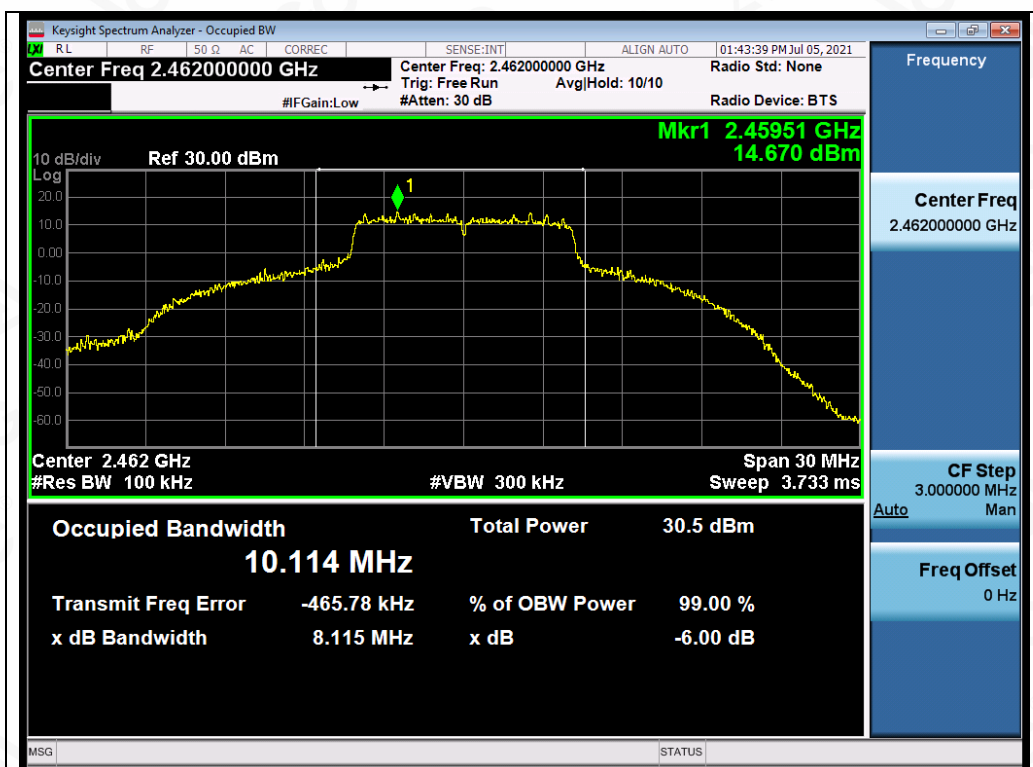 Keysight Spectrum Analyzer - Occupied BW
LXI RL RF 50 Ω AC CORREC SENSE:INT ALIGN AUTO 01:43:39 PM Jul 05, 2021
Center Freq 2.462000000 GHz
Center Freq: 2.462000000 GHz
Radio Std: None
Trig: Free Run Avg|Hold: 10/10
#IFGain:Low
#Atten: 30 dB
Radio Device: BTS
Mkr1 2.45951 GHz
14.670 dBm
10 dB/div Ref 30.00 dBm
Log
20.0
1
10.0
0.00
-10.0
-20.0
-30.0
-40.0
-50.0
-60.0
Center 2.462 GHz
Span 30 MHz
#Res BW 100 kHz
#VBW 300 kHz
Sweep 3.733 ms
Occupied Bandwidth
10.114 MHz
Total Power 30.5 dBm
Transmit Freq Error -465.78 kHz
% of OBW Power 99.00 %
x dB Bandwidth 8.115 MHz
x dB -6.00 dB
Frequency
Center Freq
2.462000000 GHz
CF Step
3.000000 MHz
Auto Man
Freq Offset
0 Hz
MSG
STATUS